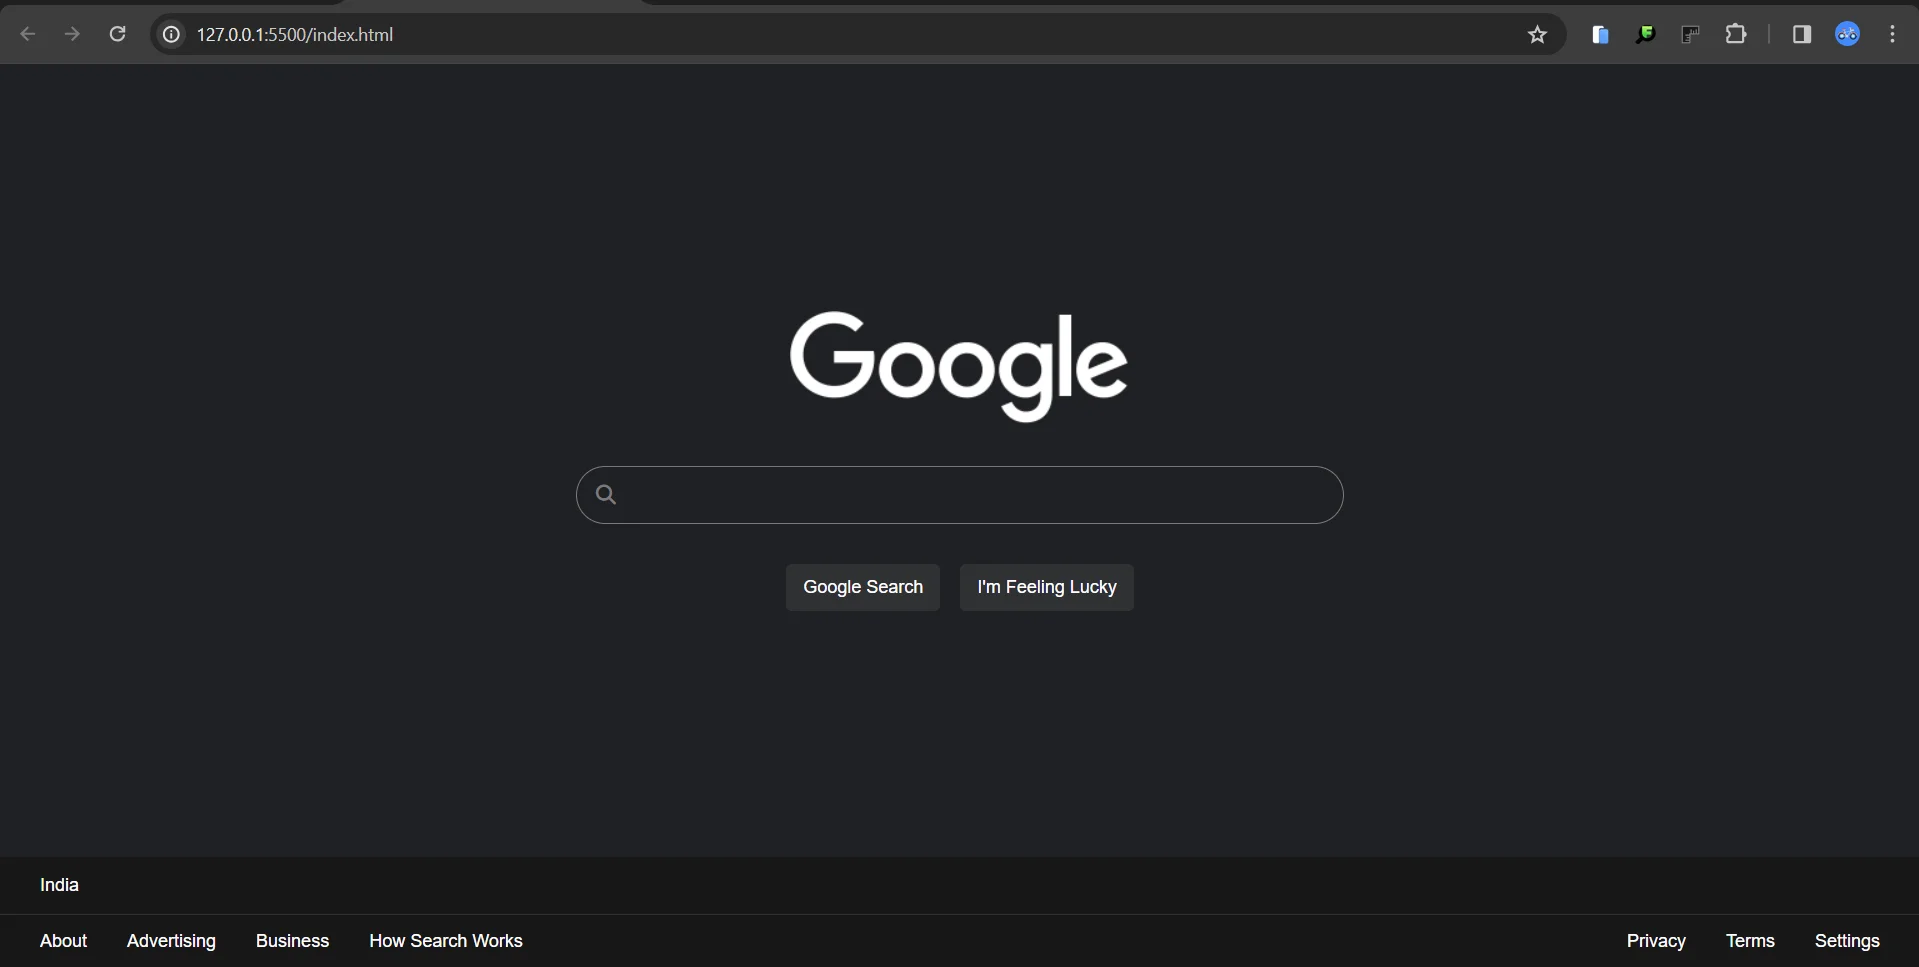 127.0.0.1:5500/index.html
Google
Google Search I'm Feeling Lucky
India
About Advertising Business How Search Works Privacy Terms Settings